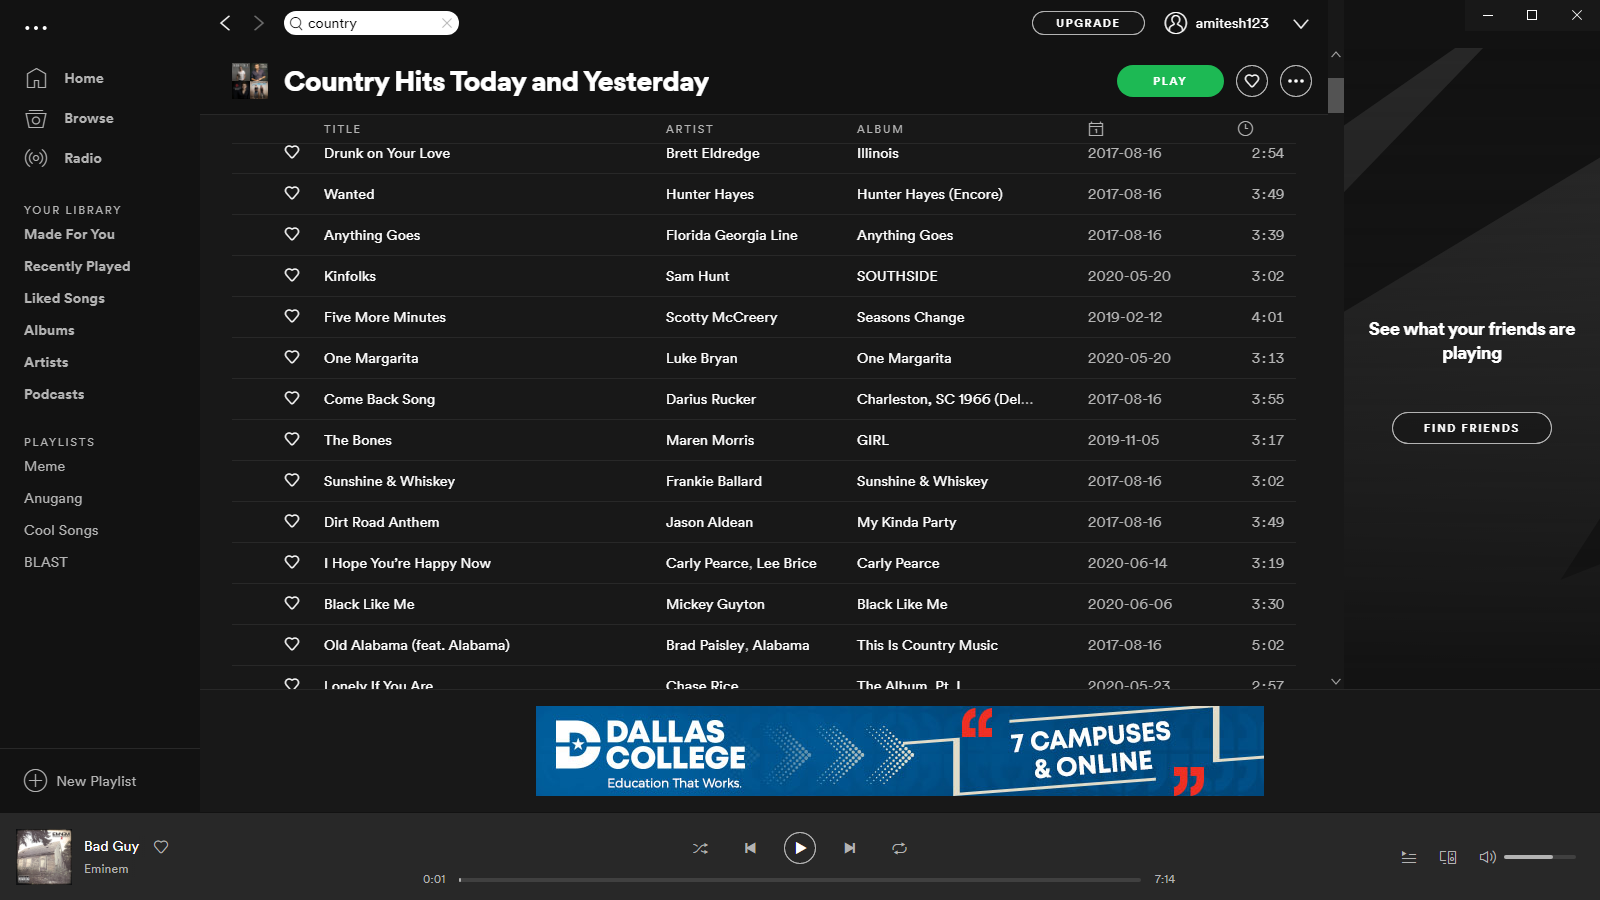 country
UPGRADE
amitesh123
Home
Browse
Radio
YOUR LIBRARY
Made For You
Recently Played
Liked Songs
Albums
Artists
Podcasts
PLAYLISTS
Meme
Anugang
Cool Songs
BLAST
New Playlist
Country Hits Today and Yesterday
PLAY
TITLE ARTIST ALBUM
Drunk on Your Love Brett Eldredge Illinois 2017-08-16 2:54
Wanted Hunter Hayes Hunter Hayes (Encore) 2017-08-16 3:49
Anything Goes Florida Georgia Line Anything Goes 2017-08-16 3:39
Kinfolks Sam Hunt SOUTHSIDE 2020-05-20 3:02
Five More Minutes Scotty McCreery Seasons Change 2019-02-12 4:01
One Margarita Luke Bryan One Margarita 2020-05-20 3:13
Come Back Song Darius Rucker Charleston, SC 1966 (Del... 2017-08-16 3:55
The Bones Maren Morris GIRL 2019-11-05 3:17
Sunshine & Whiskey Frankie Ballard Sunshine & Whiskey 2017-08-16 3:02
Dirt Road Anthem Jason Aldean My Kinda Party 2017-08-16 3:49
I Hope You're Happy Now Carly Pearce, Lee Brice Carly Pearce 2020-06-14 3:19
Black Like Me Mickey Guyton Black Like Me 2020-06-06 3:30
Old Alabama (feat. Alabama) Brad Paisley, Alabama This Is Country Music 2017-08-16 5:02
Lonely If You Are Chase Rice The Album, Pt. I 2020-05-23 2:57
See what your friends are
playing
FIND FRIENDS
DALLAS
COLLEGE
Education That Works.
“ 7 CAMPUSES
& ONLINE ”
Bad Guy
Eminem
0:01
7:14